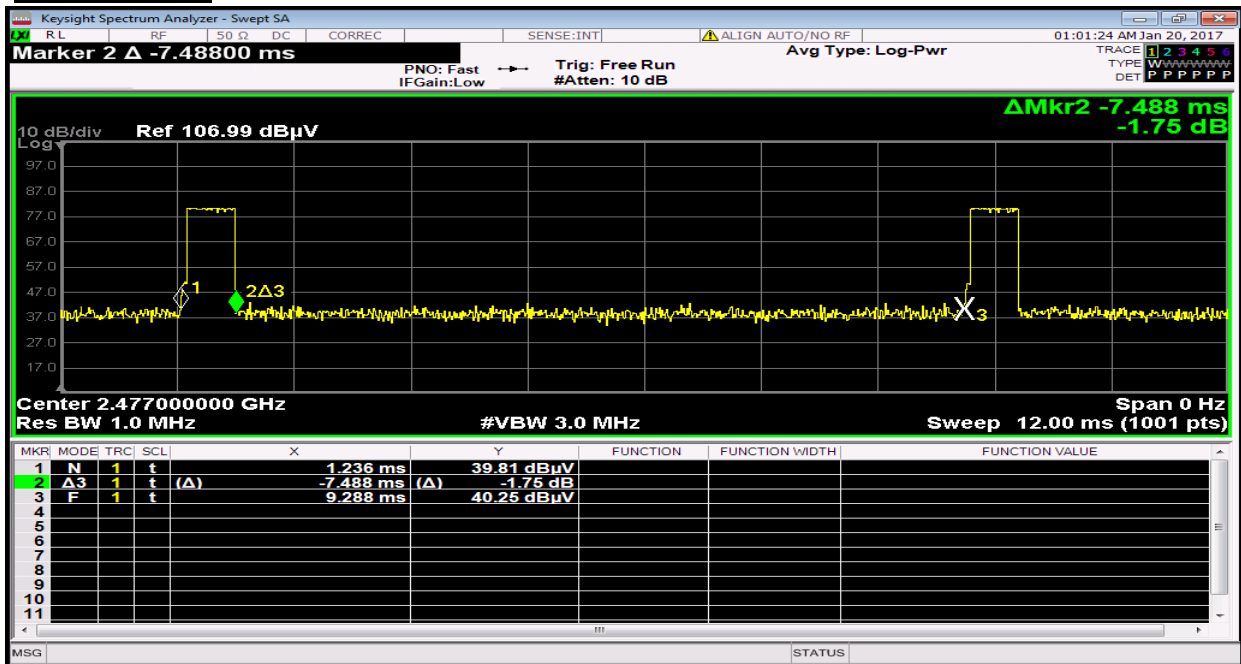 Keysight Spectrum Analyzer - Swept SA
LXI RL RF 50 Ω DC CORREC SENSE:INT ALIGN AUTO/NO RF 01:01:24 AM Jan 20, 2017
Marker 2 Δ -7.48800 ms
PNO: Fast
IFGain:Low
Trig: Free Run
#Atten: 10 dB
Avg Type: Log-Pwr
TRACE 1 2 3 4 5 6
TYPE WWWWWW
DET P P P P P P
ΔMkr2 -7.488 ms
-1.75 dB
10 dB/div Ref 106.99 dBµV
Log
97.0
87.0
77.0
67.0
57.0
47.0
37.0
27.0
17.0
1
2Δ3
3
Center 2.477000000 GHz Span 0 Hz
Res BW 1.0 MHz #VBW 3.0 MHz Sweep 12.00 ms (1001 pts)
MKR MODE TRC SCL X Y FUNCTION FUNCTION WIDTH FUNCTION VALUE
1 N 1 t 1.236 ms 39.81 dBµV
2 Δ3 1 t (Δ) -7.488 ms (Δ) -1.75 dB
3 F 1 t 9.288 ms 40.25 dBµV
4
5
6
7
8
9
10
11
MSG STATUS